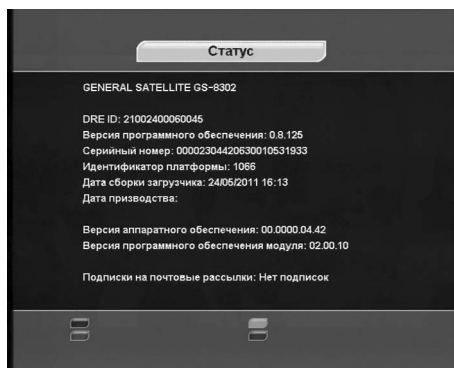 Статус
GENERAL SATELLITE GS-8302
DRE ID: 21002400060045
Версия программного обеспечения: 0.8.125
Серийный номер: 00002304420630010531933
Идентификатор платформы: 1066
Дата сборки загрузчика: 24/05/2011 16:13
Дата призводства:
Версия аппаратного обеспечения: 00.0000.04.42
Версия программного обеспечения модуля: 02.00.10
Подписки на почтовые рассылки: Нет подписок